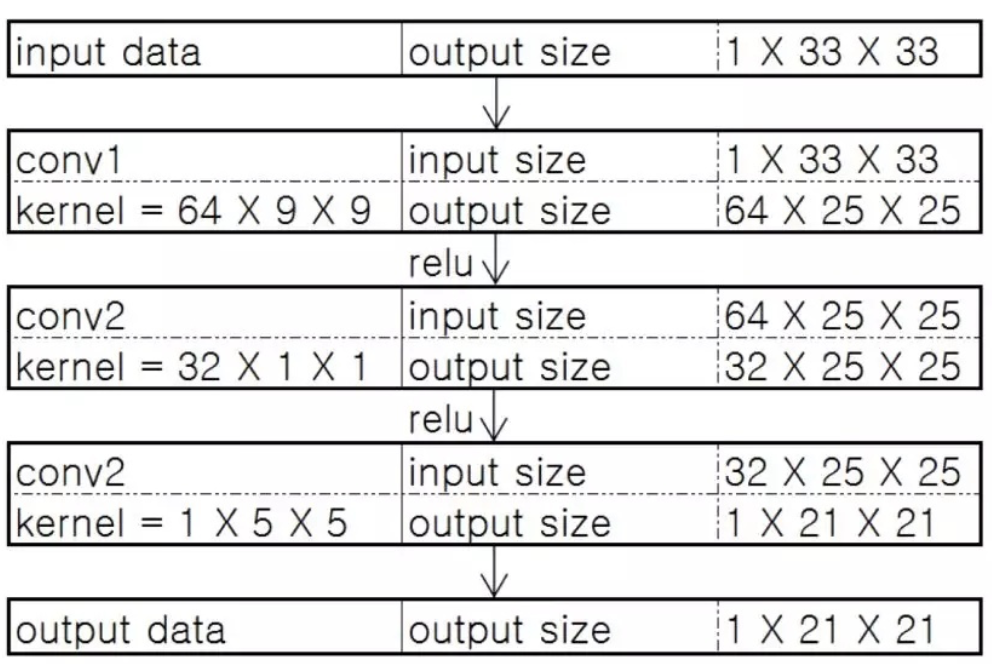 input data output size 1 X 33 X 33
conv1 input size 1 X 33 X 33
kernel = 64 X 9 X 9 output size 64 X 25 X 25
relu
conv2 input size 64 X 25 X 25
kernel = 32 X 1 X 1 output size 32 X 25 X 25
relu
conv2 input size 32 X 25 X 25
kernel = 1 X 5 X 5 output size 1 X 21 X 21
output data output size 1 X 21 X 21